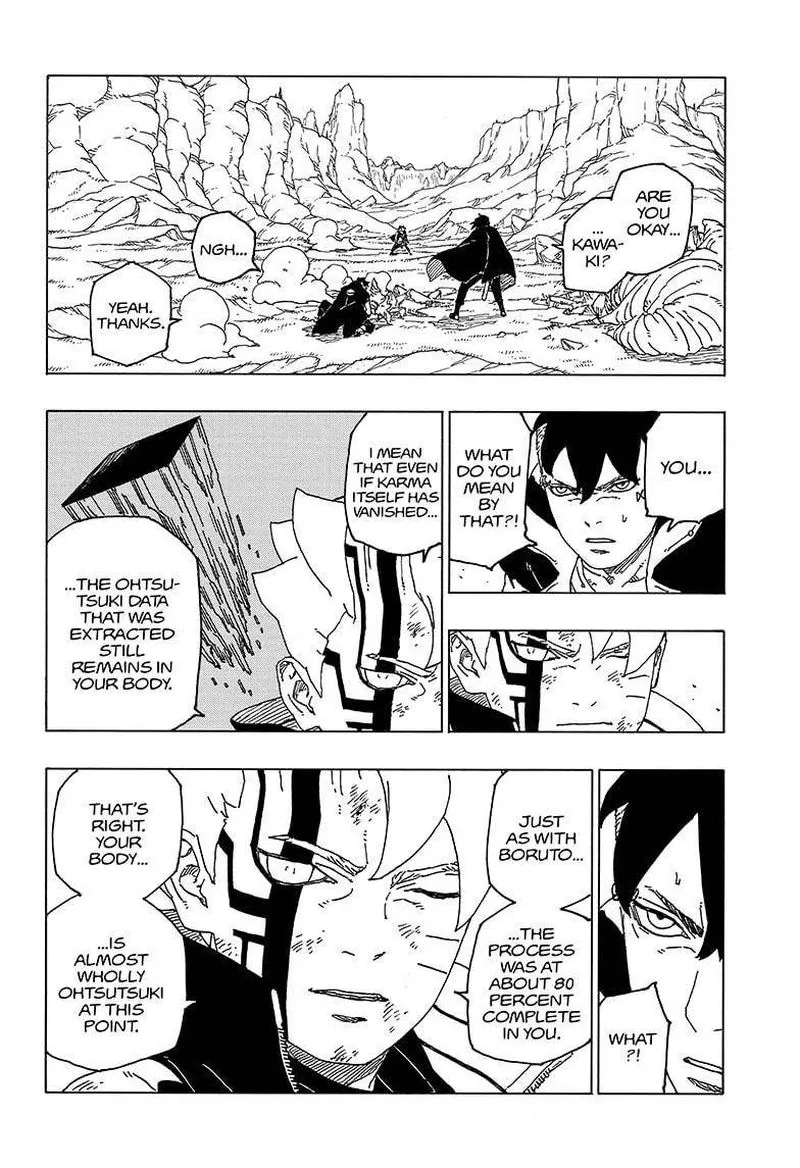 ARE
YOU
OKAY...
...
KAWA-
KI?
NGH...
YEAH.
THANKS.
YOU...
WHAT
DO YOU
MEAN
BY
THAT?!
I MEAN
THAT EVEN
IF KARMA
ITSELF HAS
VANISHED...
...THE OHTSU-
TSUKI DATA
THAT WAS
EXTRACTED
STILL
REMAINS IN
YOUR BODY.
WHAT
?!
JUST
AS WITH
BORUTO...
...THE
PROCESS
WAS AT
ABOUT 80
PERCENT
COMPLETE
IN YOU.
THAT'S
RIGHT.
YOUR
BODY...
...IS
ALMOST
WHOLLY
OHTSUTSUKI
AT THIS
POINT.